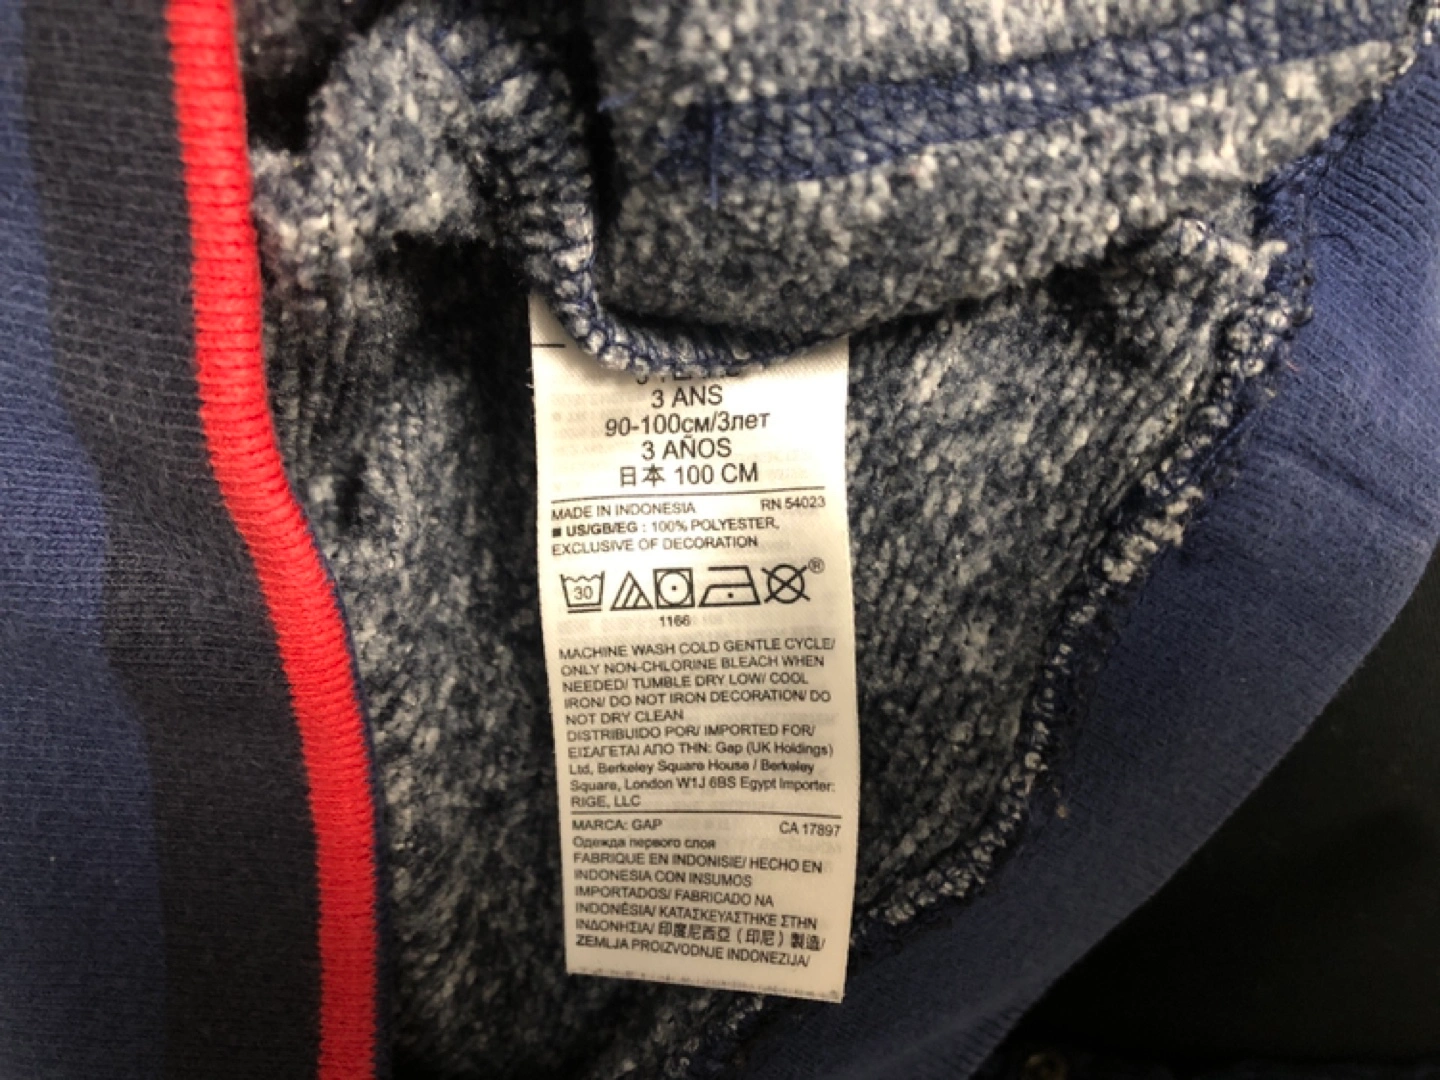 3 ANS
90-100см/3лет
3 AÑOS
日本 100 CM
MADE IN INDONESIA RN 54023
■ US/GB/EG : 100% POLYESTER,
EXCLUSIVE OF DECORATION
30 ®
1166
MACHINE WASH COLD GENTLE CYCLE/
ONLY NON-CHLORINE BLEACH WHEN
NEEDED/ TUMBLE DRY LOW/ COOL
IRON/ DO NOT IRON DECORATION/ DO
NOT DRY CLEAN
DISTRIBUIDO POR/ IMPORTED FOR/
ΕΙΣΑΓΕΤΑΙ ΑΠΟ ΤΗΝ: Gap (UK Holdings)
Ltd, Berkeley Square House / Berkeley
Square, London W1J 6BS Egypt Importer:
RIGE, LLC
MARCA: GAP CA 17897
Одежда первого слоя
FABRIQUE EN INDONISIE/ HECHO EN
INDONESIA CON INSUMOS
IMPORTADOS/ FABRICADO NA
INDONÉSIA/ ΚΑΤΑΣΚΕΥΑΣΤΗΚΕ ΣΤΗΝ
ΙΝΔΟΝΗΣΙΑ/ 印度尼西亞（印尼）製造/
ZEMLJA PROIZVODNJE INDONEZIJA/